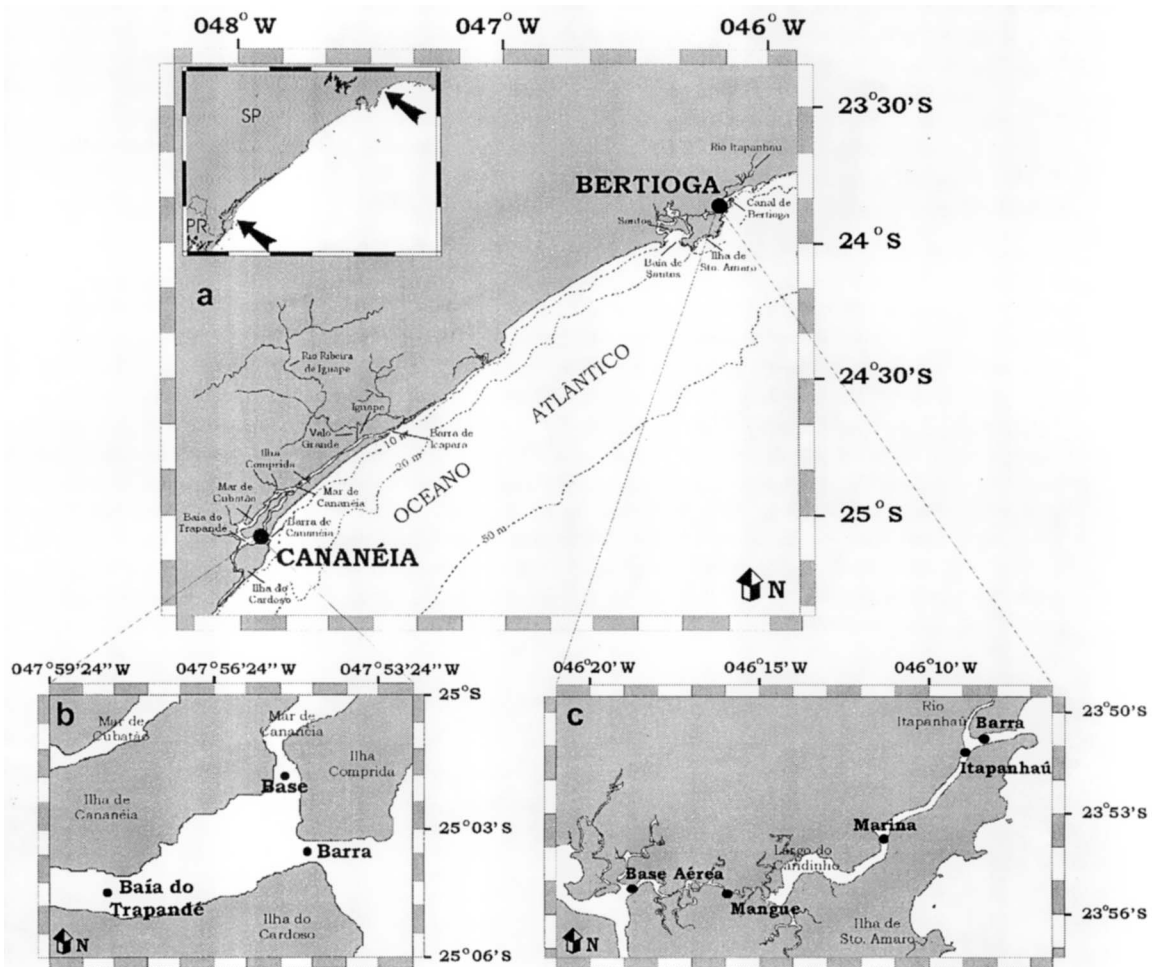 048° W
047° W
046° W
SP
PR
a
23°30'S
24°S
24°30'S
25°S
Rio Itapanhau
BERTIOGA
Canal de
Bertioga
Santos
Baía de
Santos
Ilha de
Sto. Amaro
Rio Ribeira
de Iguape
Iguape
Valo
Grande
Barra de
Icapara
Ilha
Comprida
Mar de
Cubatão
Mar de
Cananéia
Baía do
Trapandé
Barra de
Cananéia
CANANÉIA
Ilha do
Cardoso
10 m
20 m
50 m
OCEANO
ATLÂNTICO
N
047°59'24"W
047°56'24"W
047°53'24"W
b
Mar de
Cubatão
Mar de
Cananéia
Ilha
Comprida
Base
Ilha de
Cananéia
Barra
Baía do
Trapandé
Ilha do
Cardoso
N
25°S
25°03'S
25°06'S
046°20'W
046°15'W
046°10'W
c
Rio
Itapanhaú
Barra
Itapanhaú
Marina
Largo do
Candinho
Base Aérea
Mangue
Ilha de
Sto. Amaro
N
23°50'S
23°53'S
23°56'S